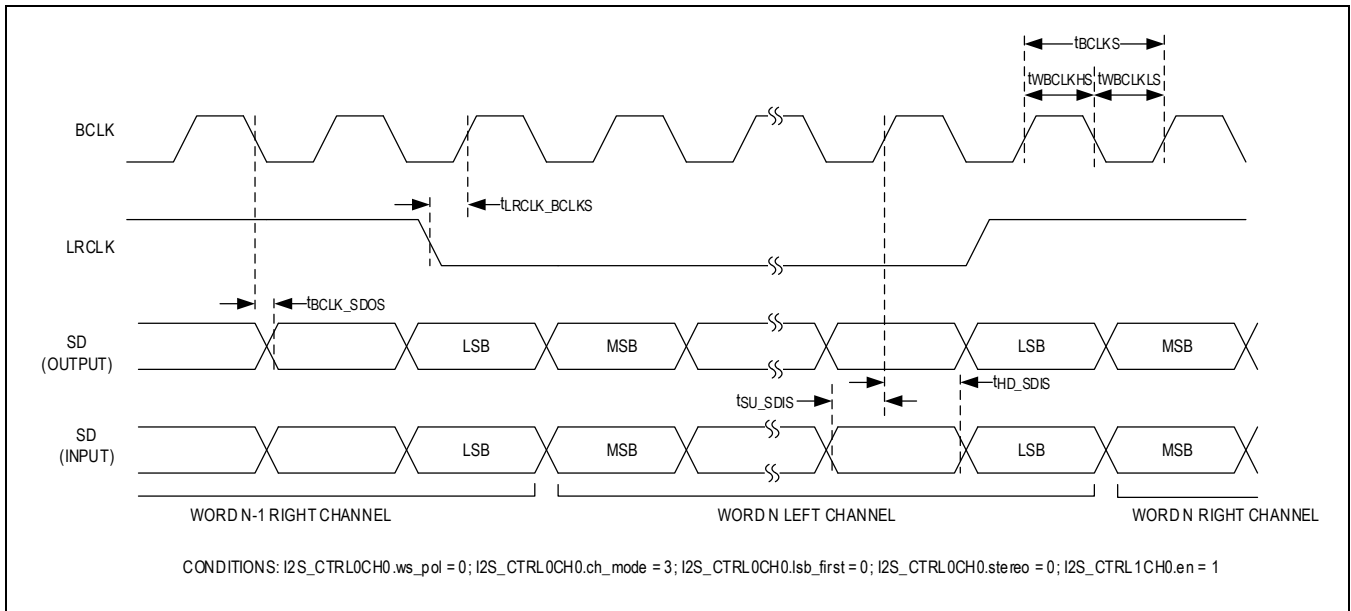 tBCLKS
tWBCLKHS tWBCLKLS
BCLK
tLRCLK_BCLKS
LRCLK
tBCLK_SDOS
SD
(OUTPUT)
LSB MSB LSB MSB
tHD_SDIS
tSU_SDIS
SD
(INPUT)
LSB MSB LSB MSB
WORD N-1 RIGHT CHANNEL WORD N LEFT CHANNEL WORD N RIGHT CHANNEL
CONDITIONS: I2S_CTRL0CH0.ws_pol = 0; I2S_CTRL0CH0.ch_mode = 3; I2S_CTRL0CH0.lsb_first = 0; I2S_CTRL0CH0.stereo = 0; I2S_CTRL1CH0.en = 1